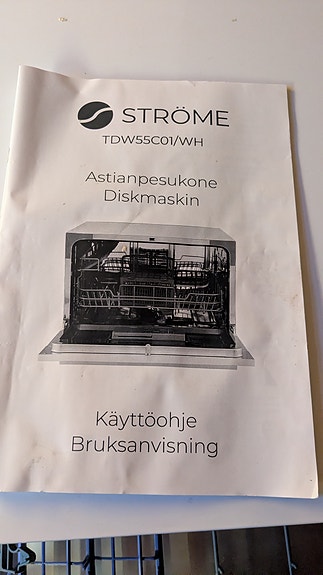 STRÖME
TDW55C01/WH
Astianpesukone
Diskmaskin
Käyttöohje
Bruksanvisning